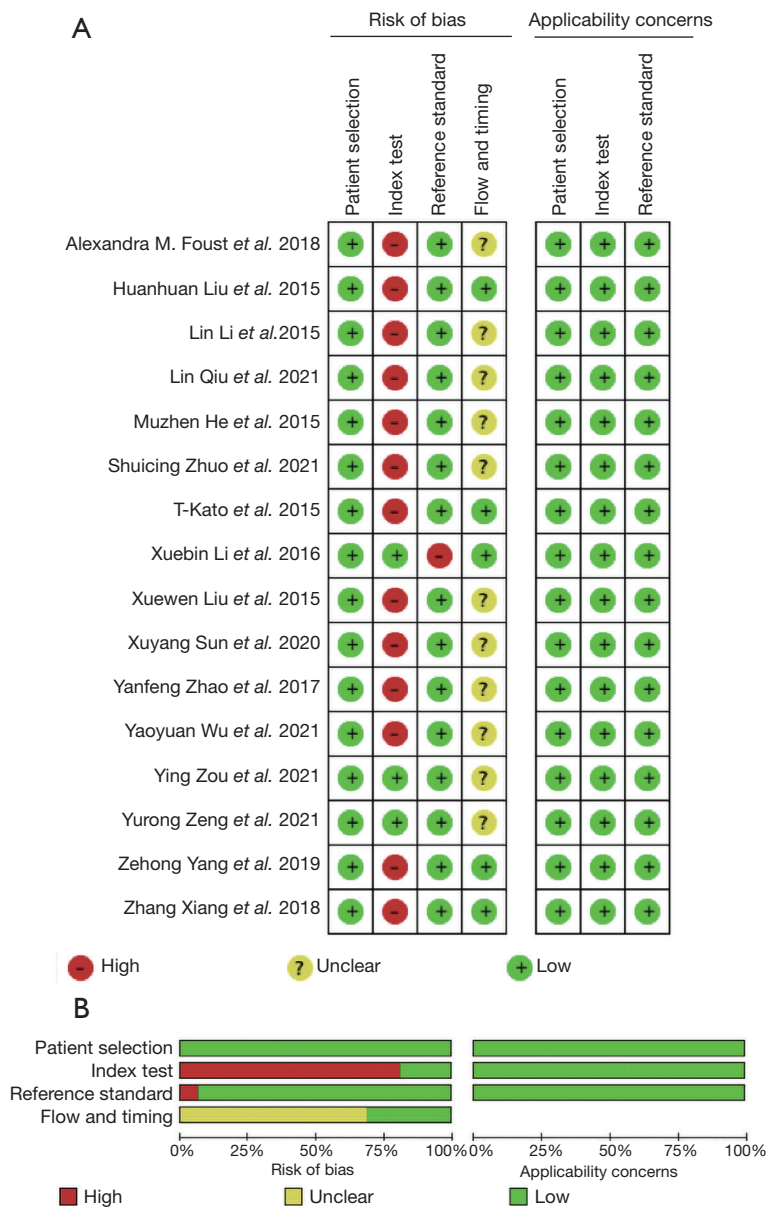 A
Risk of bias
Applicability concerns
Patient selection
Index test
Reference standard
Flow and timing
Patient selection
Index test
Reference standard
Alexandra M. Foust et al. 2018 + - + ? + + +
Huanhuan Liu et al. 2015 + - + + + + +
Lin Li et al.2015 + - + ? + + +
Lin Qiu et al. 2021 + - + ? + + +
Muzhen He et al. 2015 + - + ? + + +
Shuicing Zhuo et al. 2021 + - + ? + + +
T-Kato et al. 2015 + - + + + + +
Xuebin Li et al. 2016 + + - + + + +
Xuewen Liu et al. 2015 + - + ? + + +
Xuyang Sun et al. 2020 + - + ? + + +
Yanfeng Zhao et al. 2017 + - + ? + + +
Yaoyuan Wu et al. 2021 + - + ? + + +
Ying Zou et al. 2021 + + + ? + + +
Yurong Zeng et al. 2021 + + + ? + + +
Zehong Yang et al. 2019 + - + + + + +
Zhang Xiang et al. 2018 + - + + + + +
- High ? Unclear + Low
B
Patient selection
Index test
Reference standard
Flow and timing
0% 25% 50% 75% 100% 0% 25% 50% 75% 100%
Risk of bias Applicability concerns
High Unclear Low